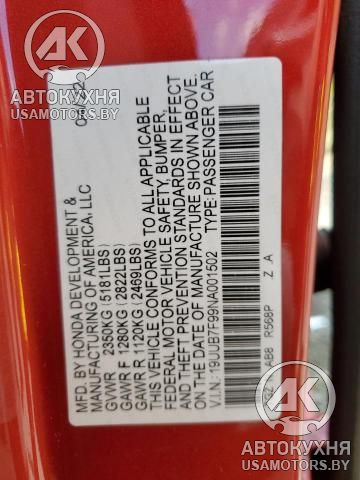 АВТОКУХНЯ
USAMOTORS.BY
MFD. BY HONDA DEVELOPMENT &
MANUFACTURING OF AMERICA, LLC
GVWR 2350KG (5181LBS)
GAWR F 1280KG (2822LBS)
GAWR R 1120KG (2469LBS)
THIS VEHICLE CONFORMS TO ALL APPLICABLE
FEDERAL MOTOR VEHICLE SAFETY, BUMPER,
AND THEFT PREVENTION STANDARDS IN EFFECT
ON THE DATE OF MANUFACTURE SHOWN ABOVE.
V.I.N.: 19UUB7F99NA001502 TYPE: PASSENGER CAR
R568P Z A
АВТОКУХНЯ
USAMOTORS.BY